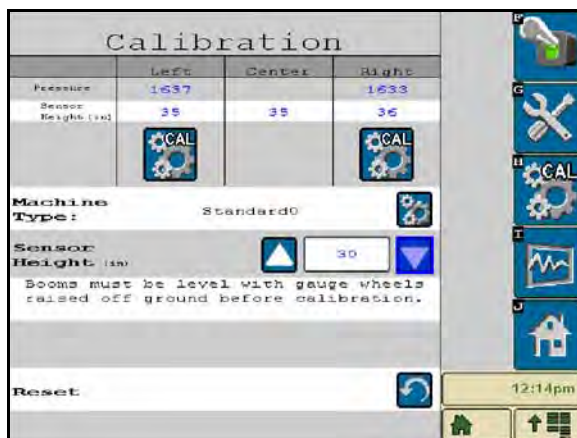 Calibration
F
Left Center Right
Pressure 1637 1633
G
Sensor
Height (in) 35 35 36
CAL CAL
H
CAL
Machine
Type: Standard0
Sensor
Height (in) 30
I
Booms must be level with gauge wheels
raised off ground before calibration.
J
Reset
12:14pm